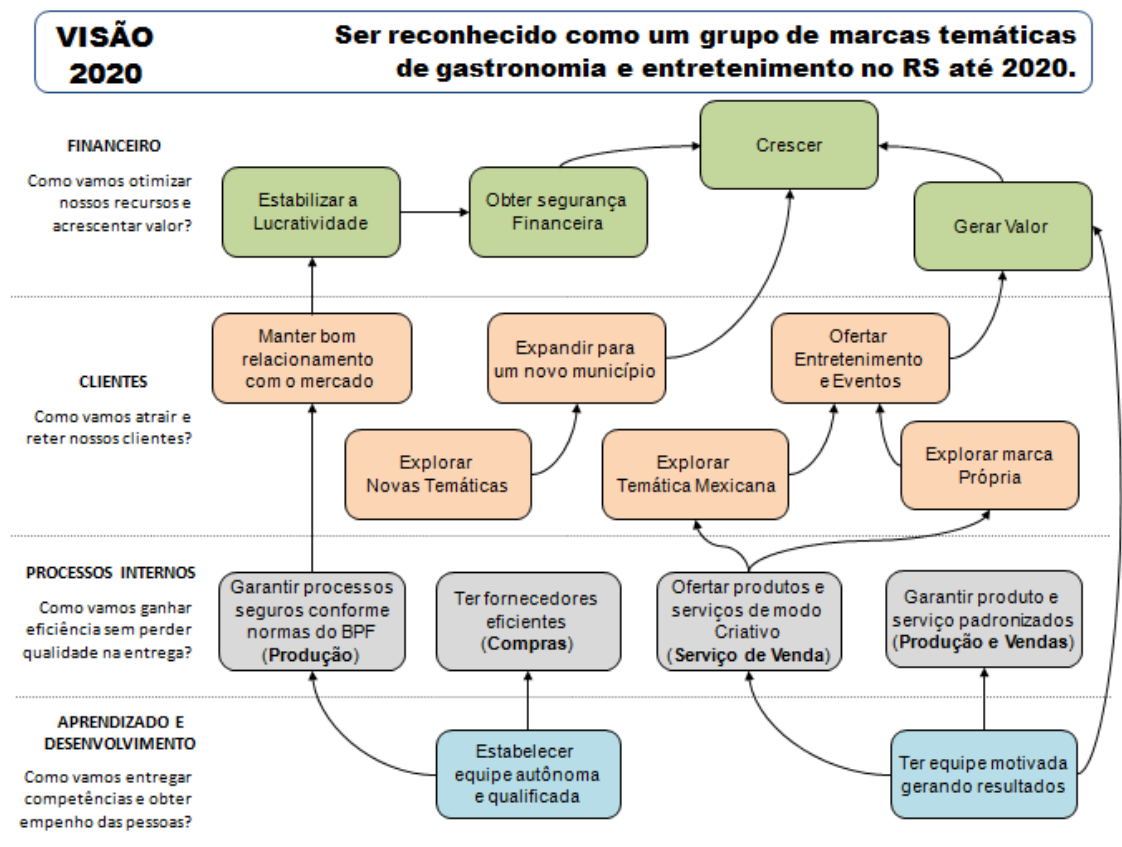 VISÃO
2020
Ser reconhecido como um grupo de marcas temáticas
de gastronomia e entretenimento no RS até 2020.
FINANCEIRO
Como vamos otimizar
nossos recursos e
acrescentar valor?
Estabilizar a
Lucratividade
Obter segurança
Financeira
Crescer
Gerar Valor
CLIENTES
Como vamos atrair e
reter nossos clientes?
Manter bom
relacionamento
com o mercado
Expandir para
um novo município
Ofertar
Entretenimento
e Eventos
Explorar
Novas Temáticas
Explorar
Temática Mexicana
Explorar marca
Própria
PROCESSOS INTERNOS
Como vamos ganhar
eficiência sem perder
qualidade na entrega?
Garantir processos
seguros conforme
normas do BPF
(Produção)
Ter fornecedores
eficientes
(Compras)
Ofertar produtos e
serviços de modo
Criativo
(Serviço de Venda)
Garantir produto e
serviço padronizados
(Produção e Vendas)
APRENDIZADO E
DESENVOLVIMENTO
Como vamos entregar
competências e obter
empenho das pessoas?
Estabelecer
equipe autônoma
e qualificada
Ter equipe motivada
gerando resultados